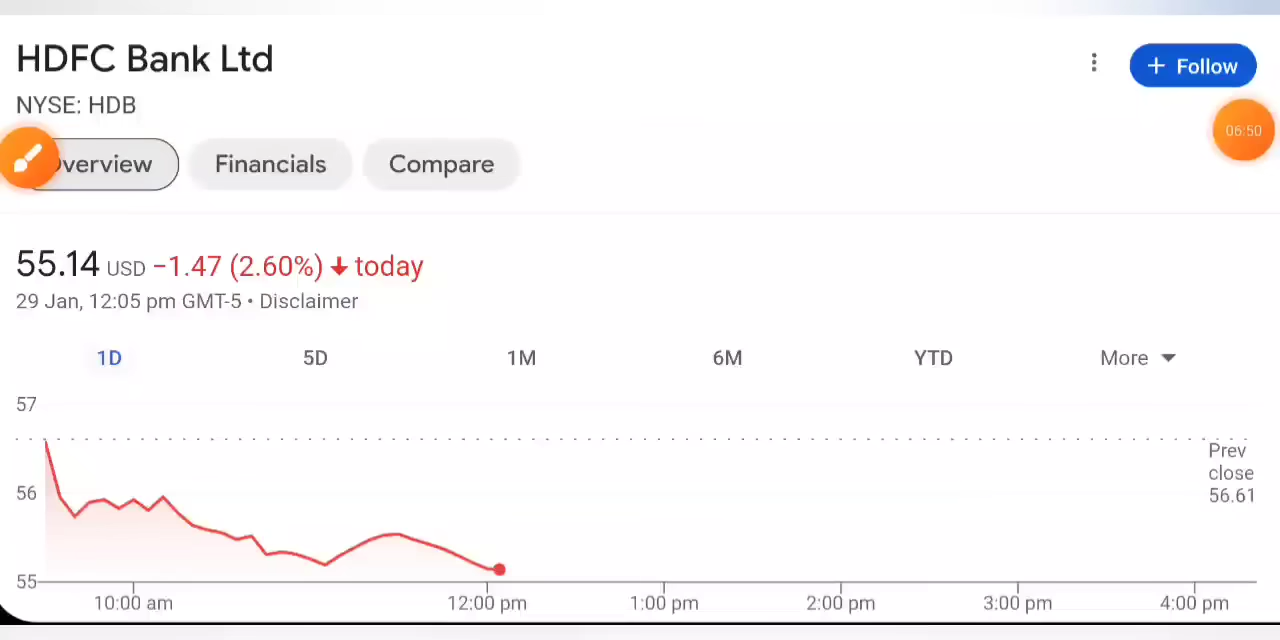 HDFC Bank Ltd
+ Follow
NYSE: HDB
06:50
verview
Financials
Compare
55.14 USD −1.47 (2.60%) ↓ today
29 Jan, 12:05 pm GMT-5 • Disclaimer
1D
5D
1M
6M
YTD
More
57
Prev
close
56.61
56
55
10:00 am
12:00 pm
1:00 pm
2:00 pm
3:00 pm
4:00 pm